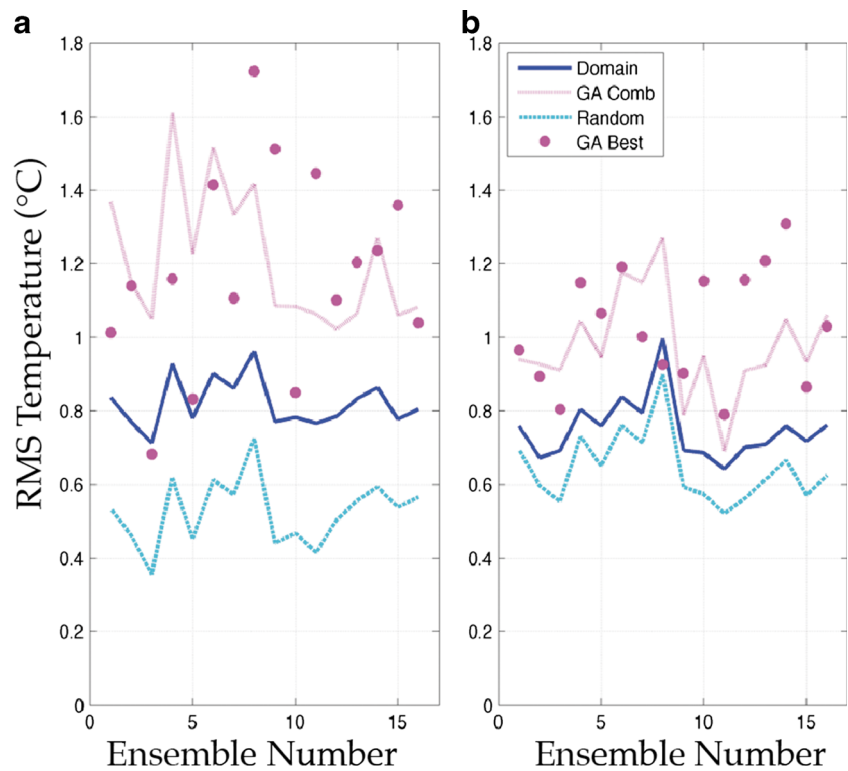 a
b
1.8
1.6
1.4
1.2
1
0.8
0.6
0.4
0.2
0
RMS Temperature (°C)
0 5 10 15
Ensemble Number
1.8
1.6
1.4
1.2
1
0.8
0.6
0.4
0.2
0
Domain
GA Comb
Random
GA Best
0 5 10 15
Ensemble Number